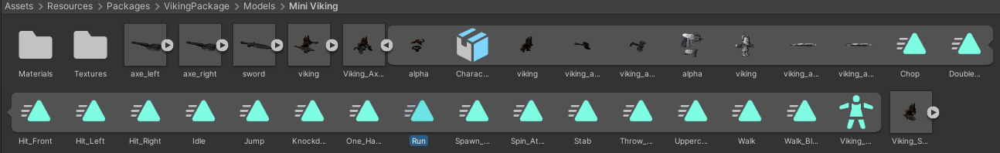 Assets > Resources > Packages > VikingPackage > Models > Mini Viking
Materials Textures axe_left axe_right sword viking Viking_Ax... alpha Charac... viking viking_a... viking_a... alpha viking viking_a... viking_a... Chop Double...
Hit_Front Hit_Left Hit_Right Idle Jump Knockd... One_Ha... Run Spawn_... Spin_At... Stab Throw_... Upperc... Walk Walk_Bl... Viking_... Viking_S...